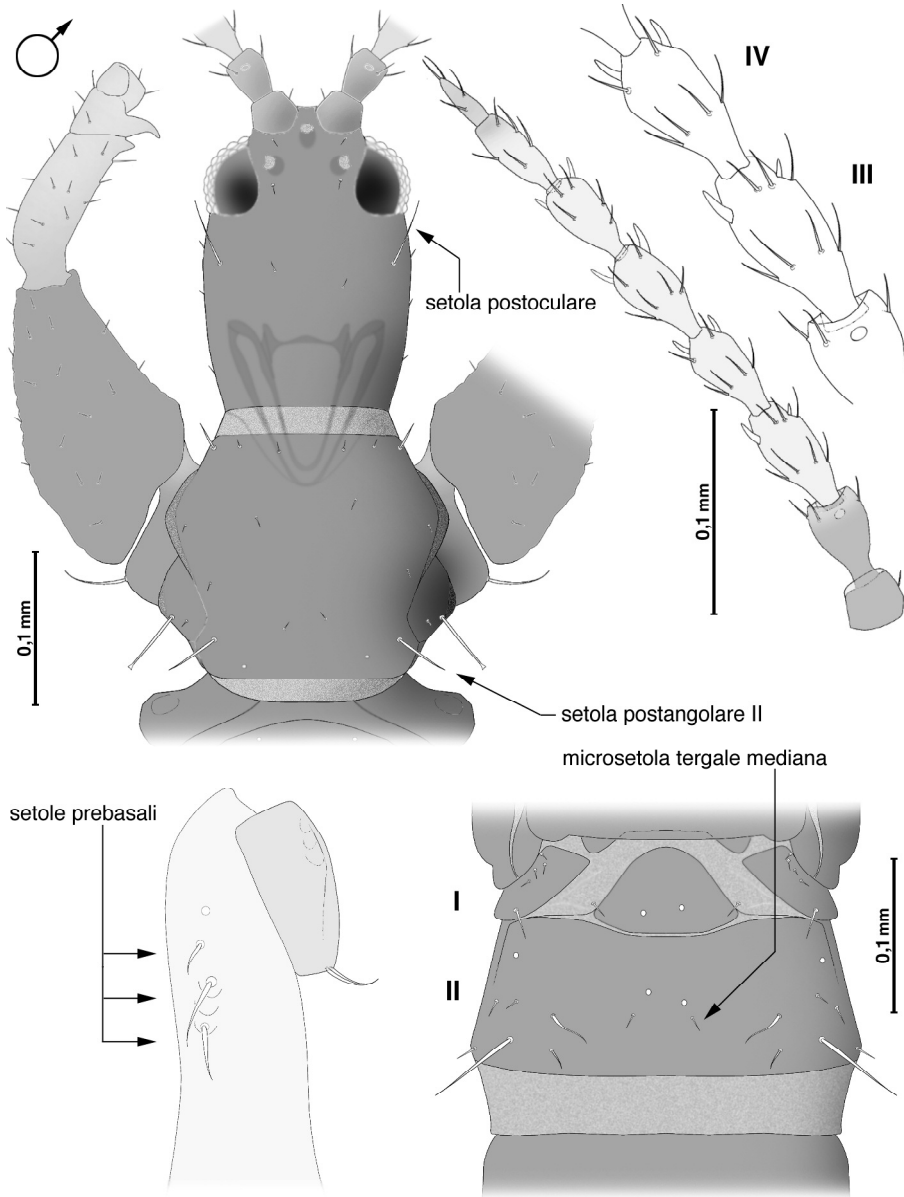 IV
III
setola postoculare
0,1 mm
0,1 mm
setola postangolare II
microsetola tergale mediana
setole prebasali
I
0,1 mm
II